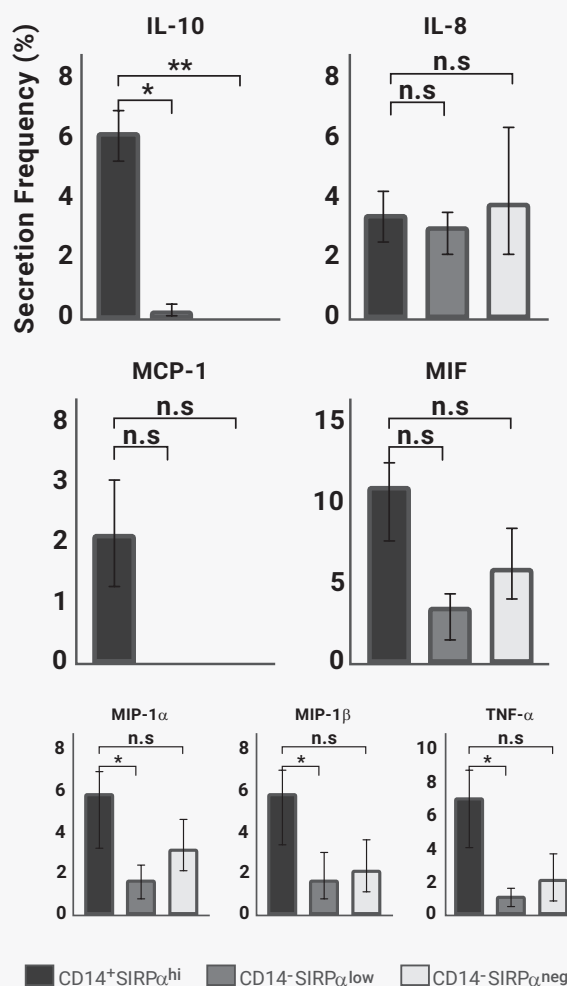 IL-10
IL-8
Secretion Frequency (%)
8
6
4
2
0
**
*
8
6
4
2
0
n.s
n.s
MCP-1
MIF
8
3
2
1
0
n.s
n.s
15
10
5
0
n.s
n.s
MIP-1α
MIP-1β
TNF-α
8
6
4
2
0
n.s
*
8
6
4
2
0
n.s
*
10
8
6
4
2
0
n.s
*
CD14⁺SIRPα^hi
CD14⁻SIRPα^low
CD14⁻SIRPα^neg